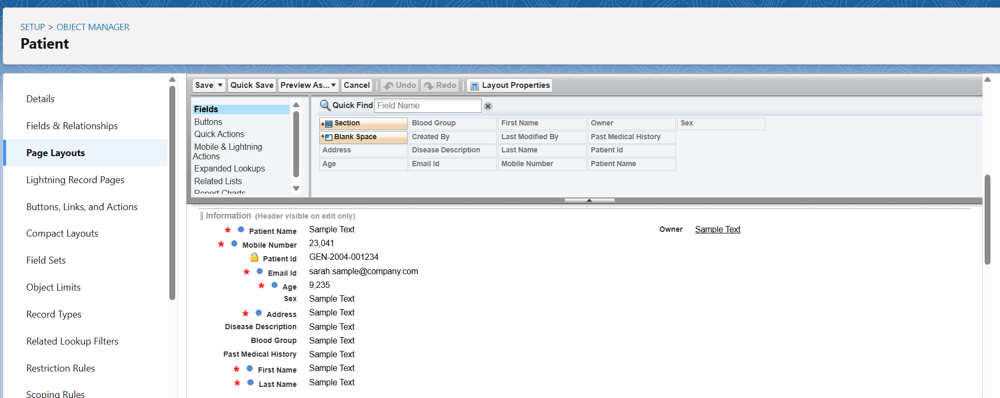 SETUP > OBJECT MANAGER
Patient
Details
Fields & Relationships
Page Layouts
Lightning Record Pages
Buttons, Links, and Actions
Compact Layouts
Field Sets
Object Limits
Record Types
Related Lookup Filters
Restriction Rules
Scoping Rules
Save Quick Save Preview As... Cancel Undo Redo Layout Properties
Fields
Buttons
Quick Actions
Mobile & Lightning
Actions
Expanded Lookups
Related Lists
Report Charts
Quick Find Field Name
Section Blood Group First Name Owner Sex
Blank Space Created By Last Modified By Past Medical History
Address Disease Description Last Name Patient Id
Age Email Id Mobile Number Patient Name
Information (Header visible on edit only)
* Patient Name Sample Text Owner Sample Text
* Mobile Number 23,041
Patient Id GEN-2004-001234
* Email Id sarah.sample@company.com
* Age 9,235
Sex Sample Text
* Address Sample Text
Disease Description Sample Text
Blood Group Sample Text
Past Medical History Sample Text
* First Name Sample Text
* Last Name Sample Text